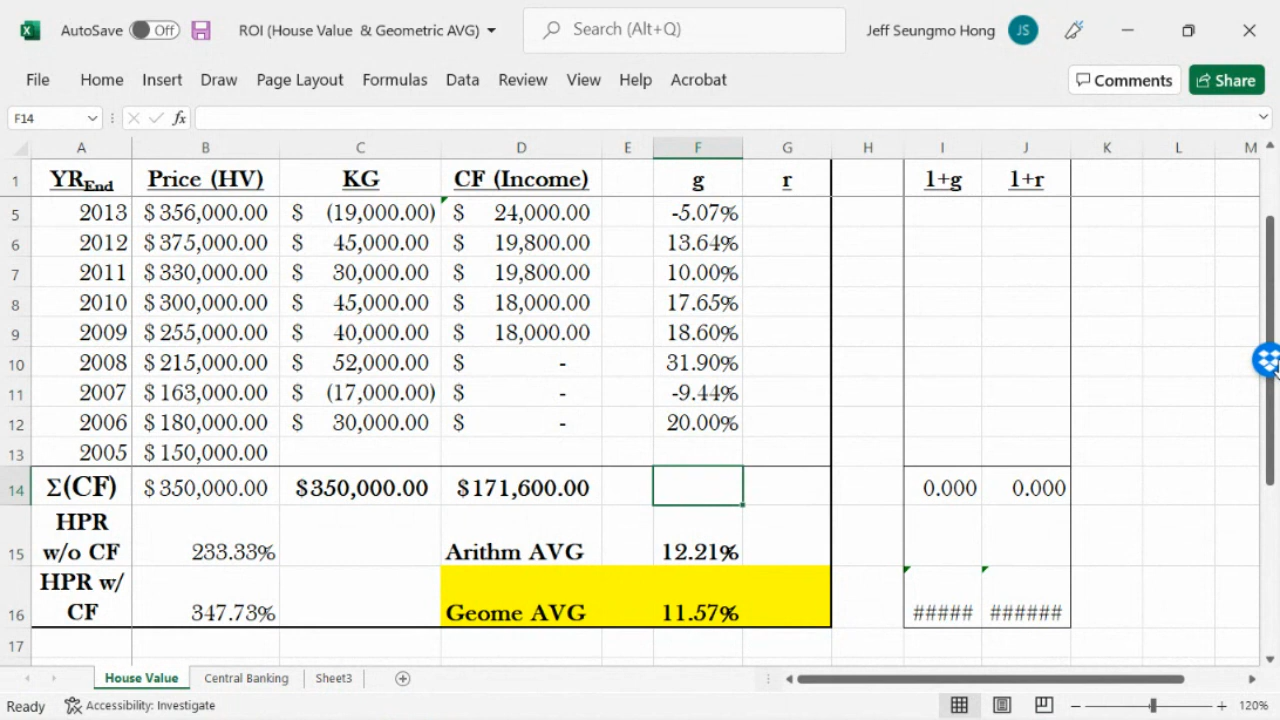 AutoSave Off ROI (House Value & Geometric AVG) Search (Alt+Q) Jeff Seungmo Hong JS
File Home Insert Draw Page Layout Formulas Data Review View Help Acrobat Comments Share
F14 fx
A B C D E F G H I J K L M
1 YREnd Price (HV) KG CF (Income) g r 1+g 1+r
5 2013 $ 356,000.00 $ (19,000.00) $ 24,000.00 -5.07%
6 2012 $ 375,000.00 $ 45,000.00 $ 19,800.00 13.64%
7 2011 $ 330,000.00 $ 30,000.00 $ 19,800.00 10.00%
8 2010 $ 300,000.00 $ 45,000.00 $ 18,000.00 17.65%
9 2009 $ 255,000.00 $ 40,000.00 $ 18,000.00 18.60%
10 2008 $ 215,000.00 $ 52,000.00 $ - 31.90%
11 2007 $ 163,000.00 $ (17,000.00) $ - -9.44%
12 2006 $ 180,000.00 $ 30,000.00 $ - 20.00%
13 2005 $ 150,000.00
14 Σ(CF) $ 350,000.00 $350,000.00 $171,600.00 0.000 0.000
HPR
15 w/o CF 233.33% Arithm AVG 12.21%
HPR w/
16 CF 347.73% Geome AVG 11.57% ##### ######
17
House Value Central Banking Sheet3
Ready Accessibility: Investigate 120%